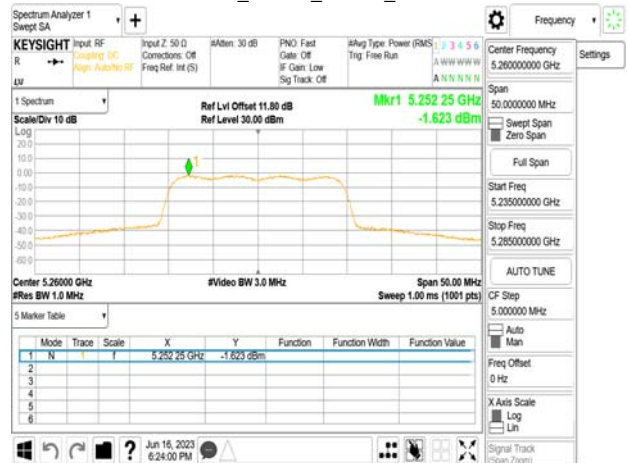 Spectrum Analyzer 1
Swept SA
Frequency
KEYSIGHT
R
Input: RF
Coupling: DC
Align: Auto/No RF
Input Z: 50 Ω
Corrections: Off
Freq Ref: Int (S)
#Atten: 30 dB
PNO: Fast
Gate: Off
IF Gain: Low
Sig Track: Off
#Avg Type: Power (RMS)
Trig: Free Run
1 2 3 4 5 6
A W W W W W
A N N N N N
1 Spectrum
Scale/Div 10 dB
Ref Lvl Offset 11.80 dB
Ref Level 30.00 dBm
Mkr1 5.252 25 GHz
-1.623 dBm
Log
20.0
10.0
0.00
-10.0
-20.0
-30.0
-40.0
-50.0
-60.0
1
Center 5.26000 GHz
#Res BW 1.0 MHz
#Video BW 3.0 MHz
Span 50.00 MHz
Sweep 1.00 ms (1001 pts)
5 Marker Table
Mode Trace Scale X Y Function Function Width Function Value
1 N 1 f 5.252 25 GHz -1.623 dBm
2
3
4
5
6
?
Jun 16, 2023
6:24:00 PM
Center Frequency
5.260000000 GHz
Settings
Span
50.0000000 MHz
Swept Span
Zero Span
Full Span
Start Freq
5.235000000 GHz
Stop Freq
5.285000000 GHz
AUTO TUNE
CF Step
5.000000 MHz
Auto
Man
Freq Offset
0 Hz
X Axis Scale
Log
Lin
Signal Track
(Span Zoom)